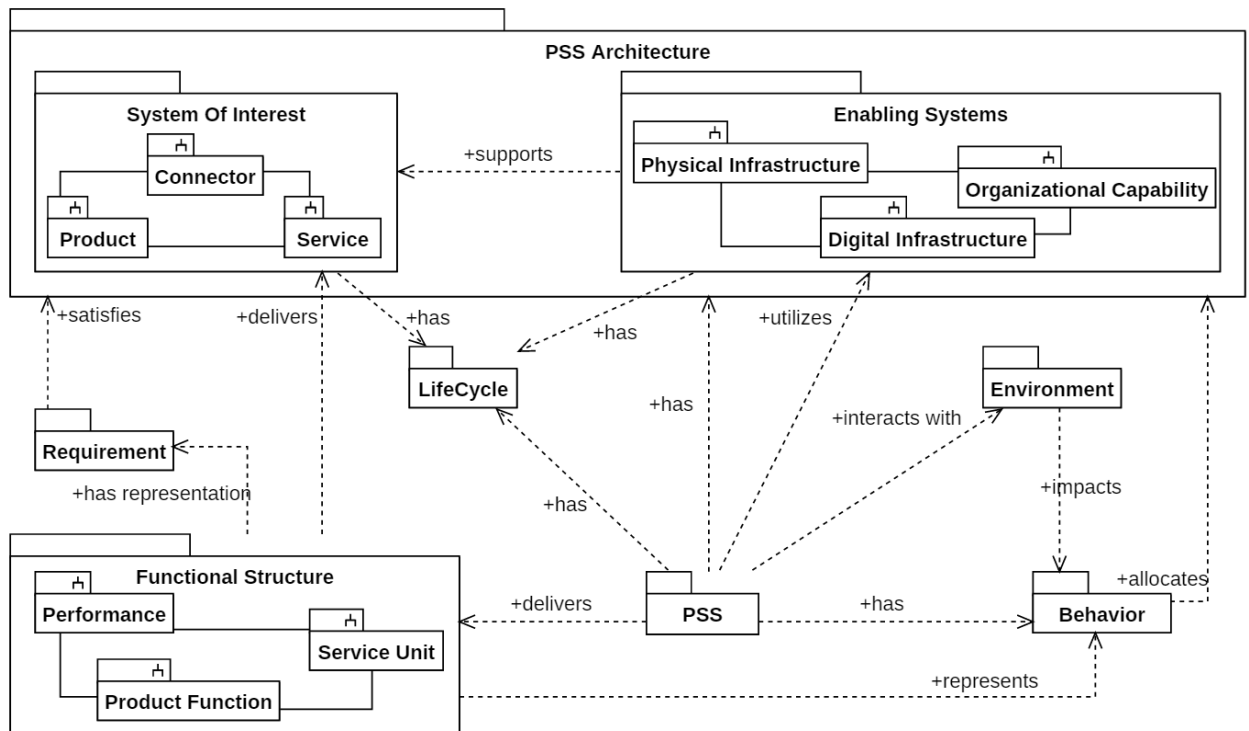 PSS Architecture
System Of Interest
Enabling Systems
Connector
Product
Service
+supports
Physical Infrastructure
Organizational Capability
Digital Infrastructure
+satisfies
+delivers
+has
+has
+utilizes
LifeCycle
Environment
+has
+interacts with
Requirement
+has representation
+has
+impacts
Functional Structure
Performance
Service Unit
Product Function
+delivers
PSS
+has
Behavior
+allocates
+represents